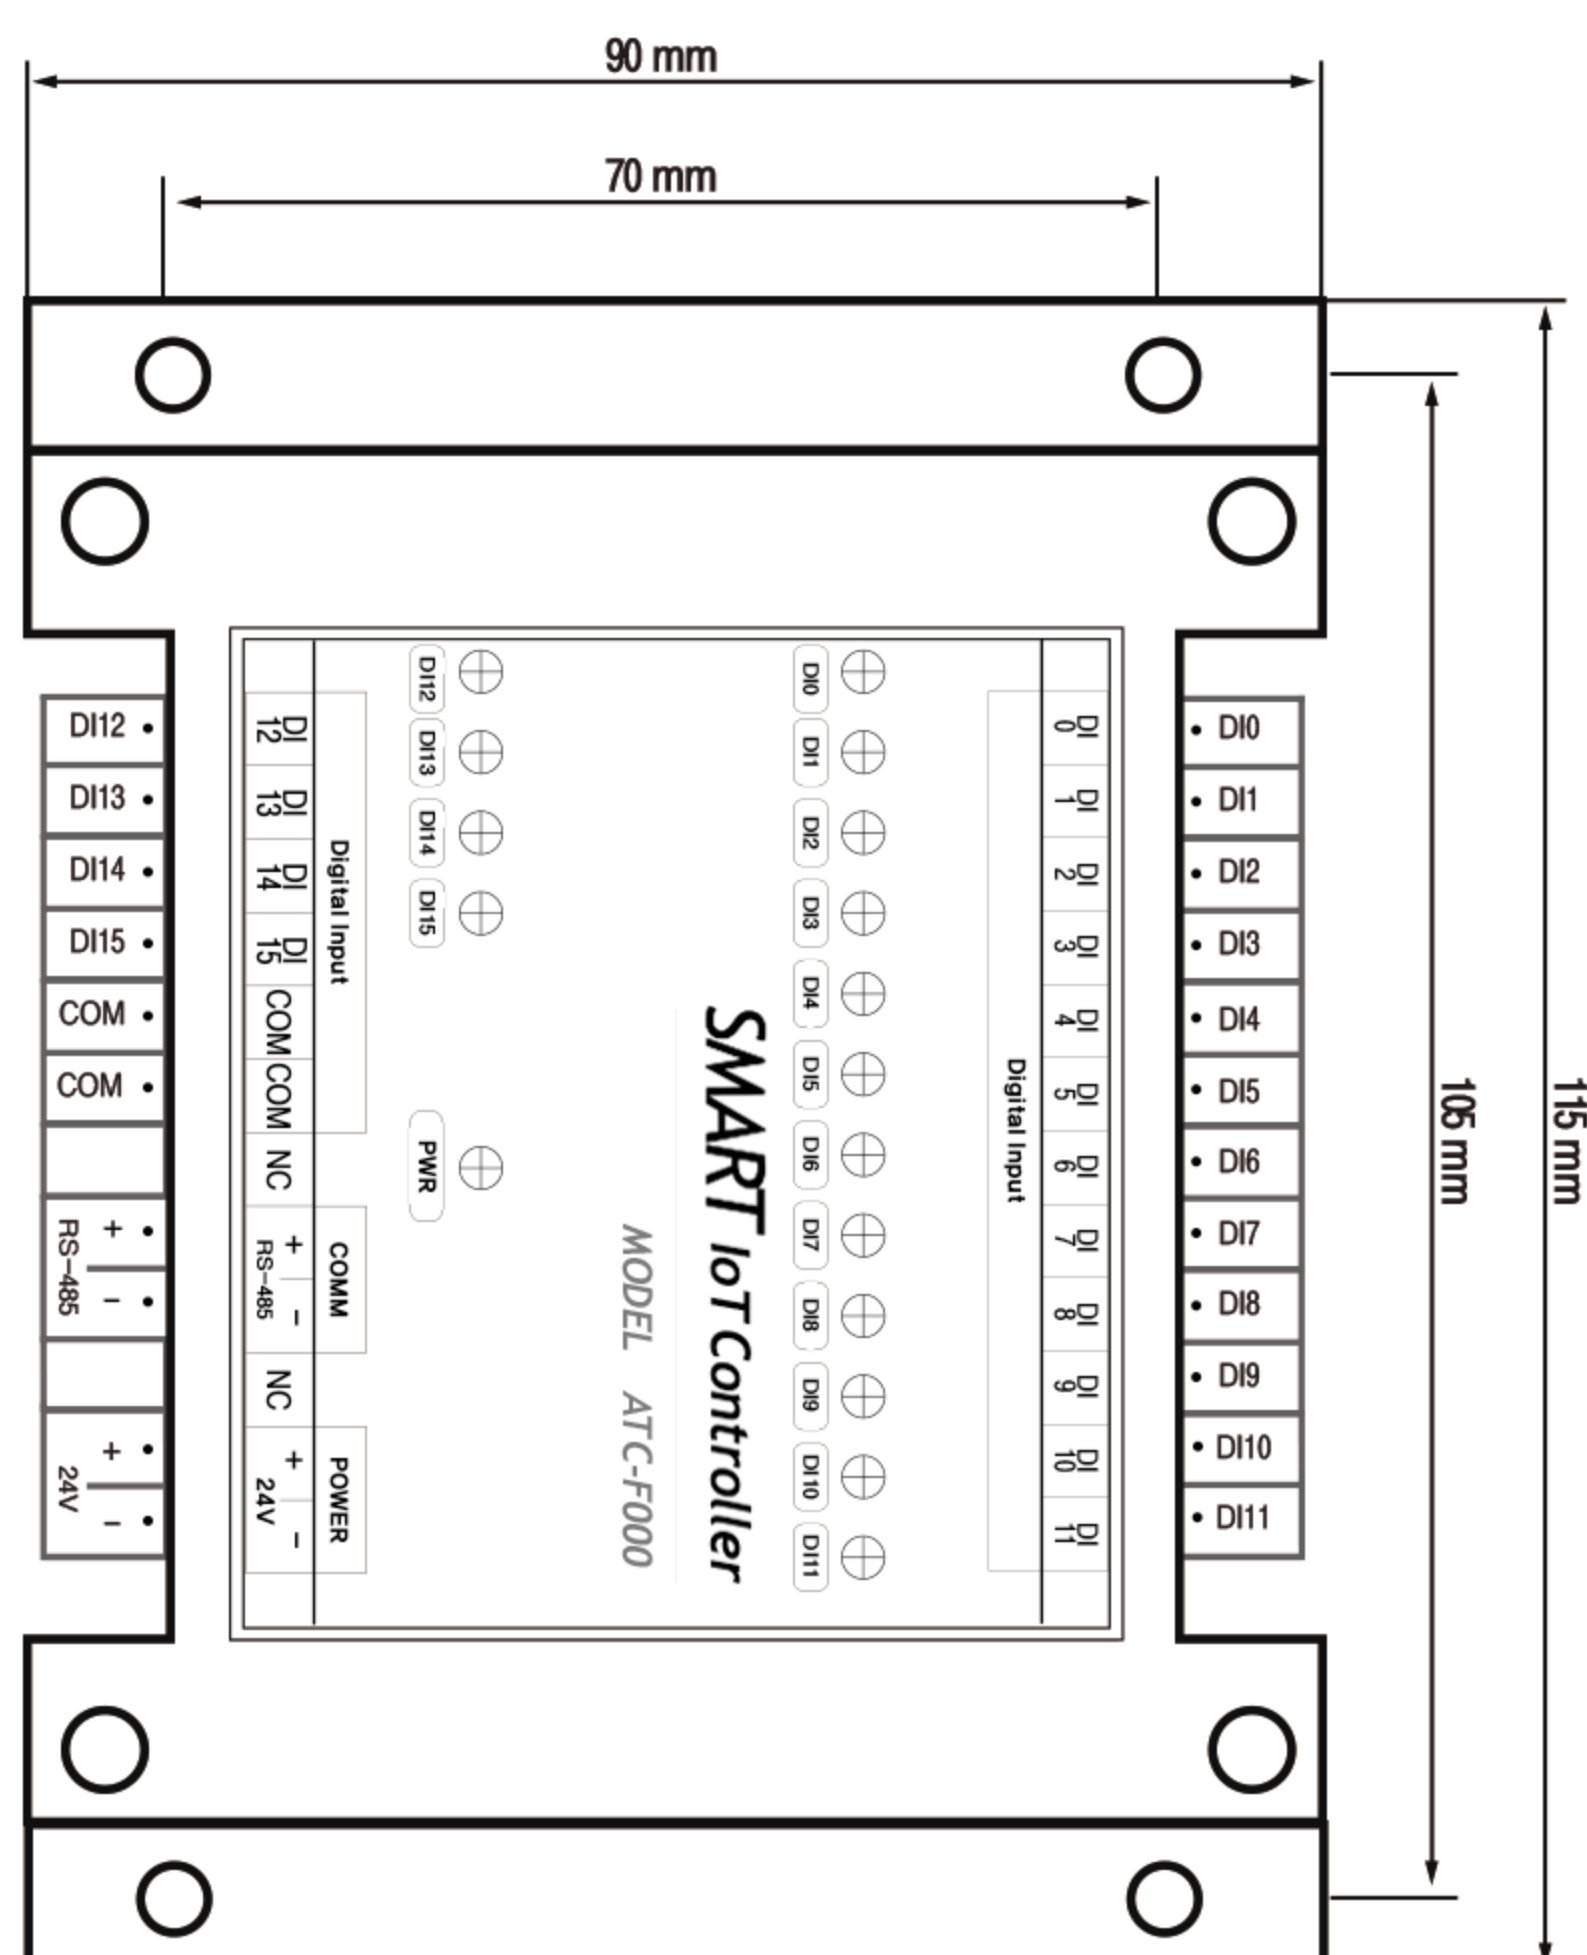 90 mm
70 mm
105 mm
115 mm
DI12
DI13
DI14
DI15
COM
COM
+
−
RS-485
+
−
24V
DI 12
DI 13
DI 14
DI 15
COM
COM
NC
+
−
RS-485
NC
+
−
24V
Digital Input
COMM
POWER
DI12
DI13
DI14
DI15
PWR
SMART IoT Controller
MODEL ATC-F000
DI0
DI1
DI2
DI3
DI4
DI5
DI6
DI7
DI8
DI9
DI10
DI11
Digital Input
DI 0
DI 1
DI 2
DI 3
DI 4
DI 5
DI 6
DI 7
DI 8
DI 9
DI 10
DI 11
DI0
DI1
DI2
DI3
DI4
DI5
DI6
DI7
DI8
DI9
DI10
DI11